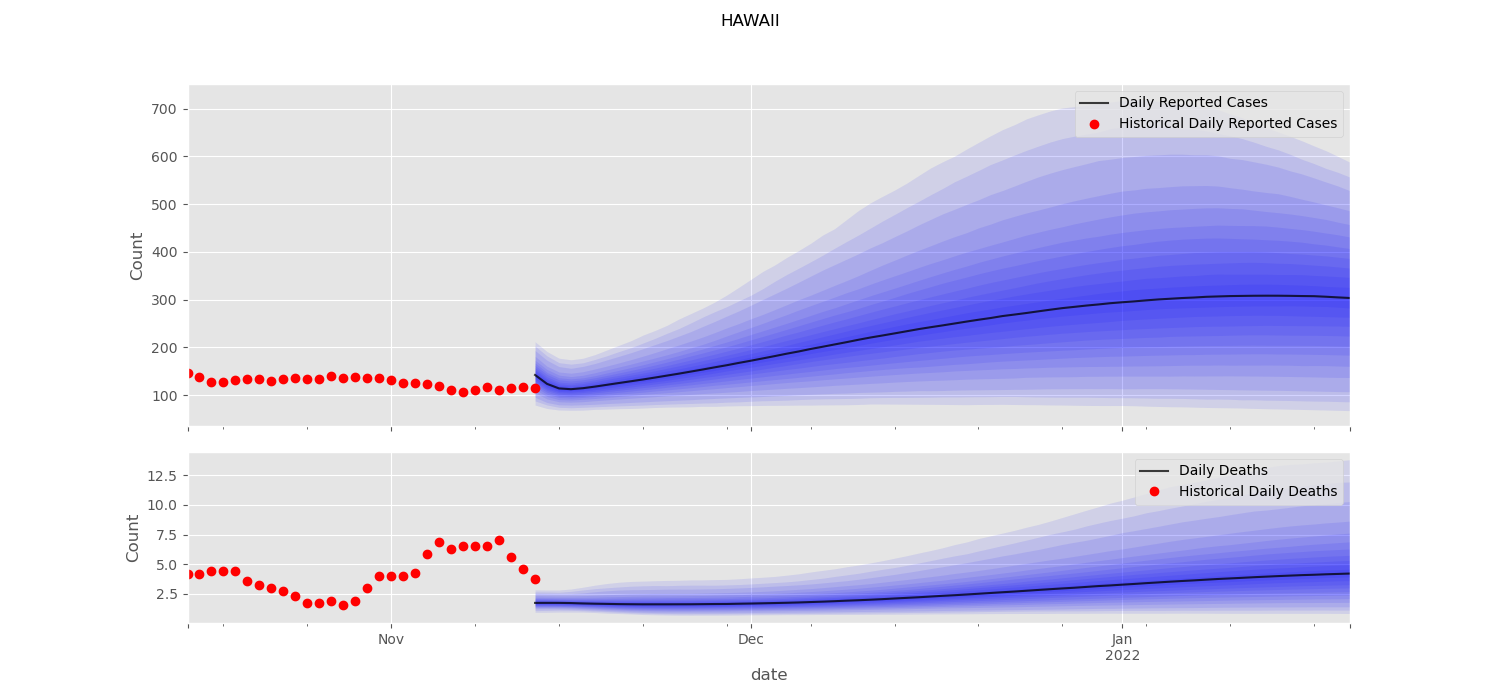 HAWAII
Daily Reported Cases
Historical Daily Reported Cases
700
600
500
400
300
200
100
Count
Daily Deaths
Historical Daily Deaths
12.5
10.0
7.5
5.0
2.5
Count
Nov
Dec
Jan
2022
date